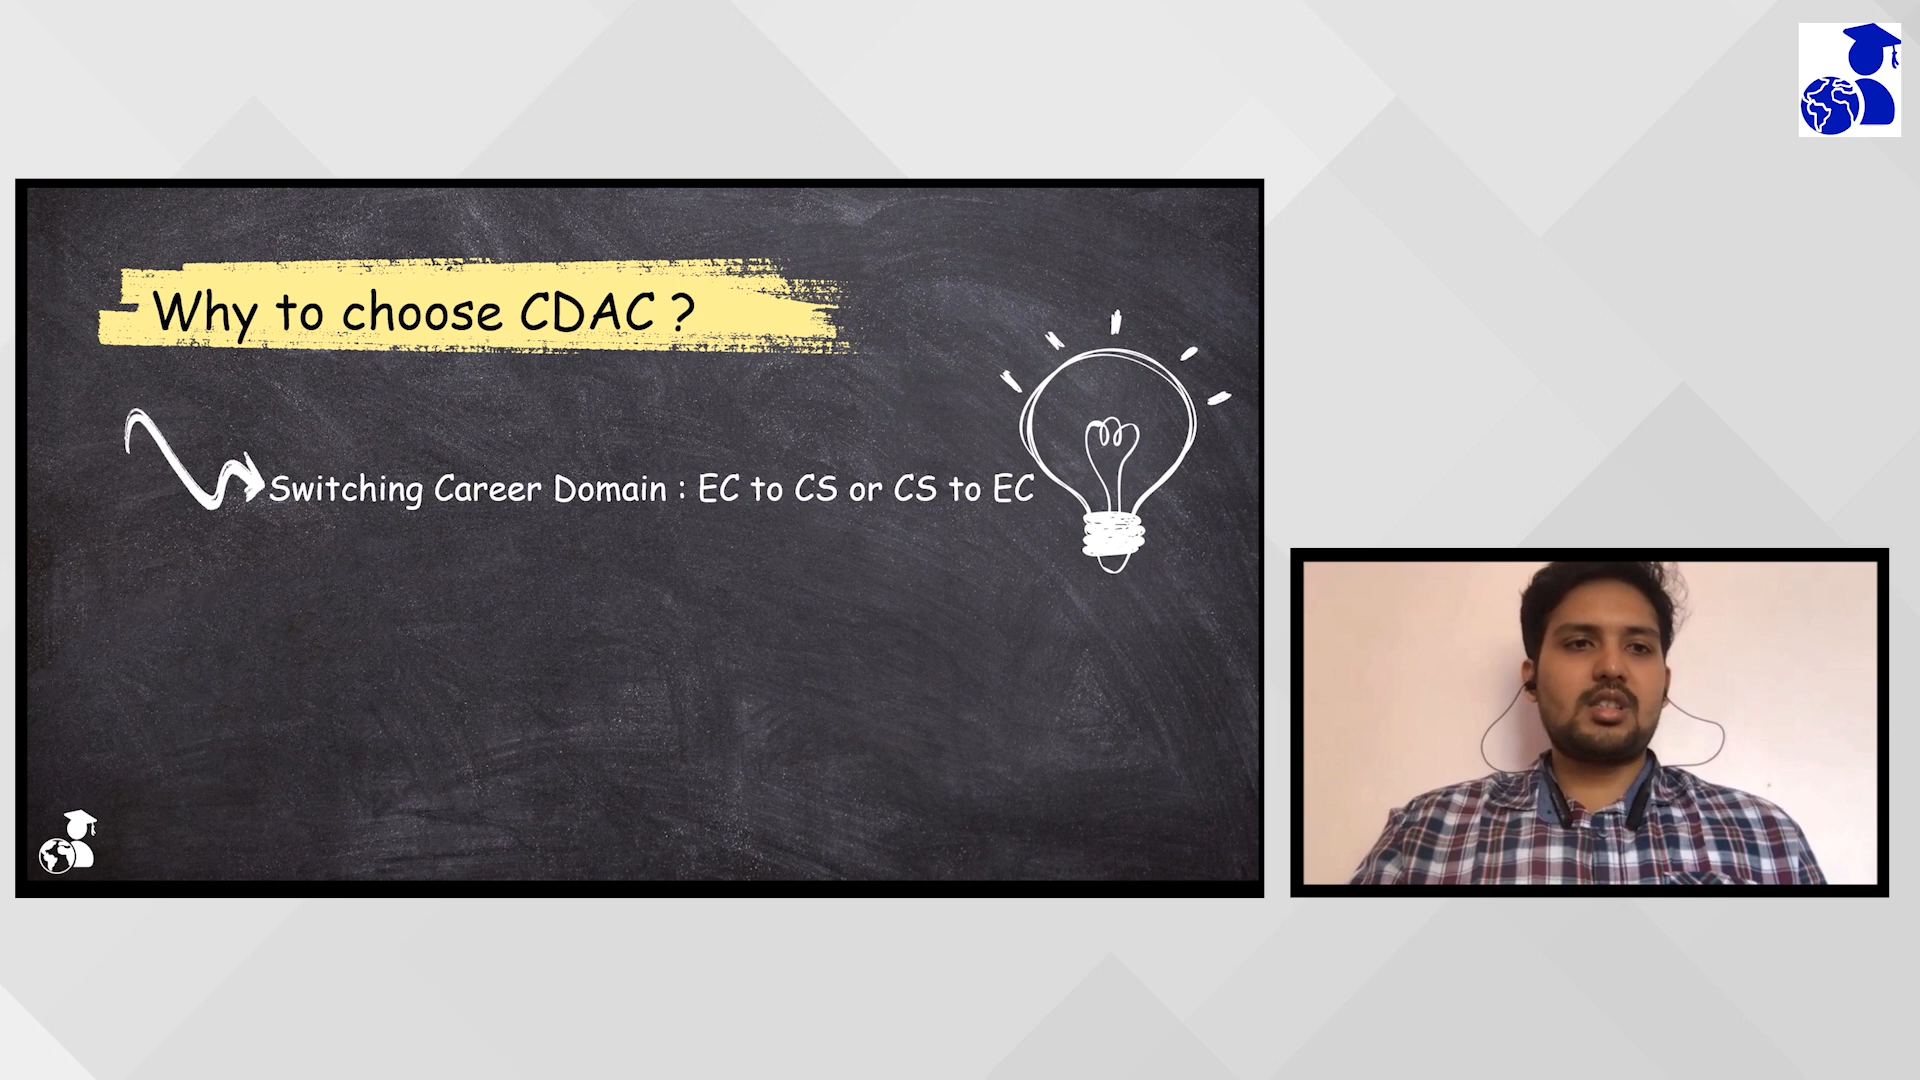 Why to choose CDAC ?
Switching Career Domain : EC to CS or CS to EC